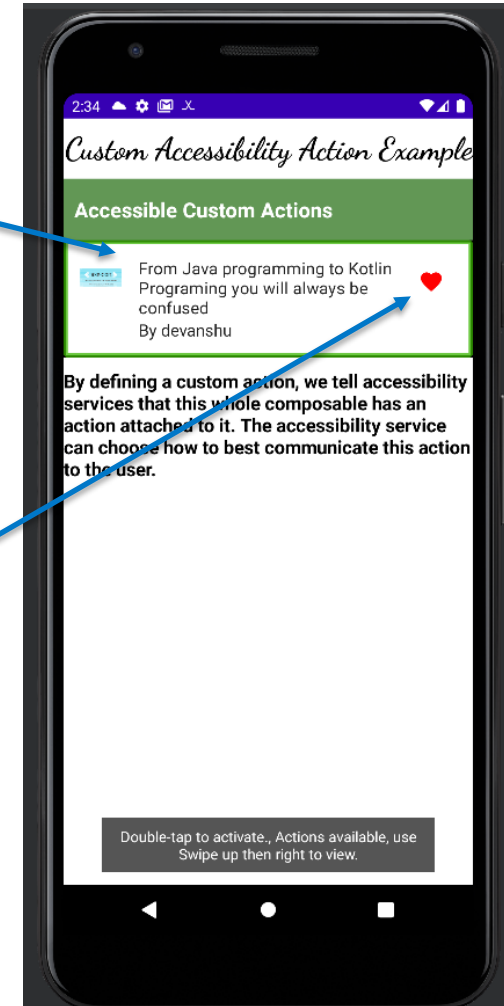 2:34
Custom Accessibility Action Example
Accessible Custom Actions
From Java programming to Kotlin
Programing you will always be
confused
By devanshu
By defining a custom action, we tell accessibility
services that this whole composable has an
action attached to it. The accessibility service
can choose how to best communicate this action
to the user.
Double-tap to activate., Actions available, use
Swipe up then right to view.